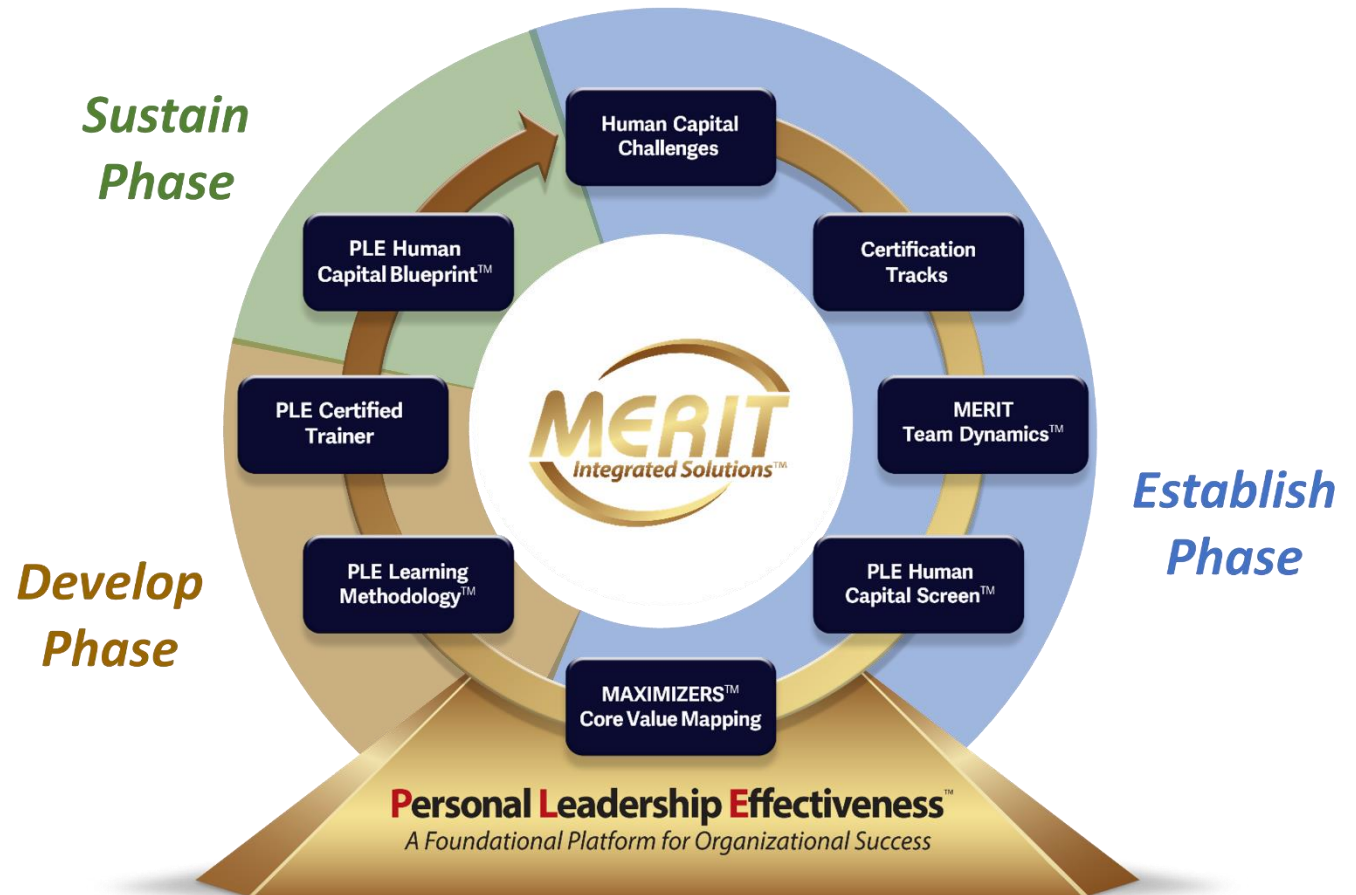 Sustain
Phase
Human Capital
Challenges
PLE Human
Capital Blueprint™
Certification
Tracks
PLE Certified
Trainer
MERIT
Integrated Solutions™
MERIT
Team Dynamics™
Establish
Phase
Develop
Phase
PLE Learning
Methodology™
PLE Human
Capital Screen™
MAXIMIZERS™
Core Value Mapping
Personal Leadership Effectiveness™
A Foundational Platform for Organizational Success